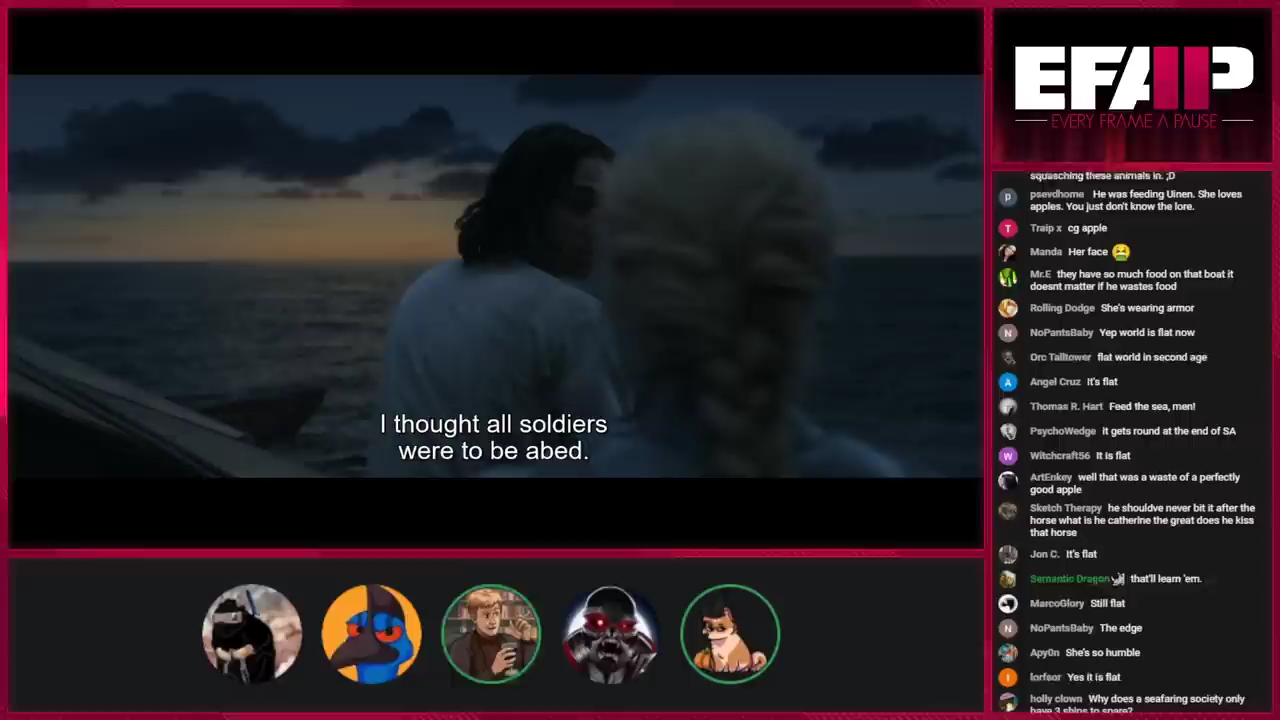 EFAP
EVERY FRAME A PAUSE
I thought all soldiers
were to be abed.
squasching these animals in. ;D
psevdhome He was feeding Uinen. She loves
apples. You just don't know the lore.
Traip x cg apple
Manda Her face 🤮
Mr.E they have so much food on that boat it
doesnt matter if he wastes food
Rolling Dodge She's wearing armor
NoPantsBaby Yep world is flat now
Orc Talltower flat world in second age
Angel Cruz It's flat
Thomas R. Hart Feed the sea, men!
PsychoWedge it gets round at the end of SA
Witchcraft56 It is flat
ArtEnkey well that was a waste of a perfectly
good apple
Sketch Therapy he shouldve never bit it after the
horse what is he catherine the great does he kiss
that horse
Jon C. It's flat
Semantic Dragon that'll learn 'em.
MarcoGlory Still flat
NoPantsBaby The edge
Apy0n She's so humble
lorfeor Yes it is flat
holly clown Why does a seafaring society only
have 3 ships to spare?